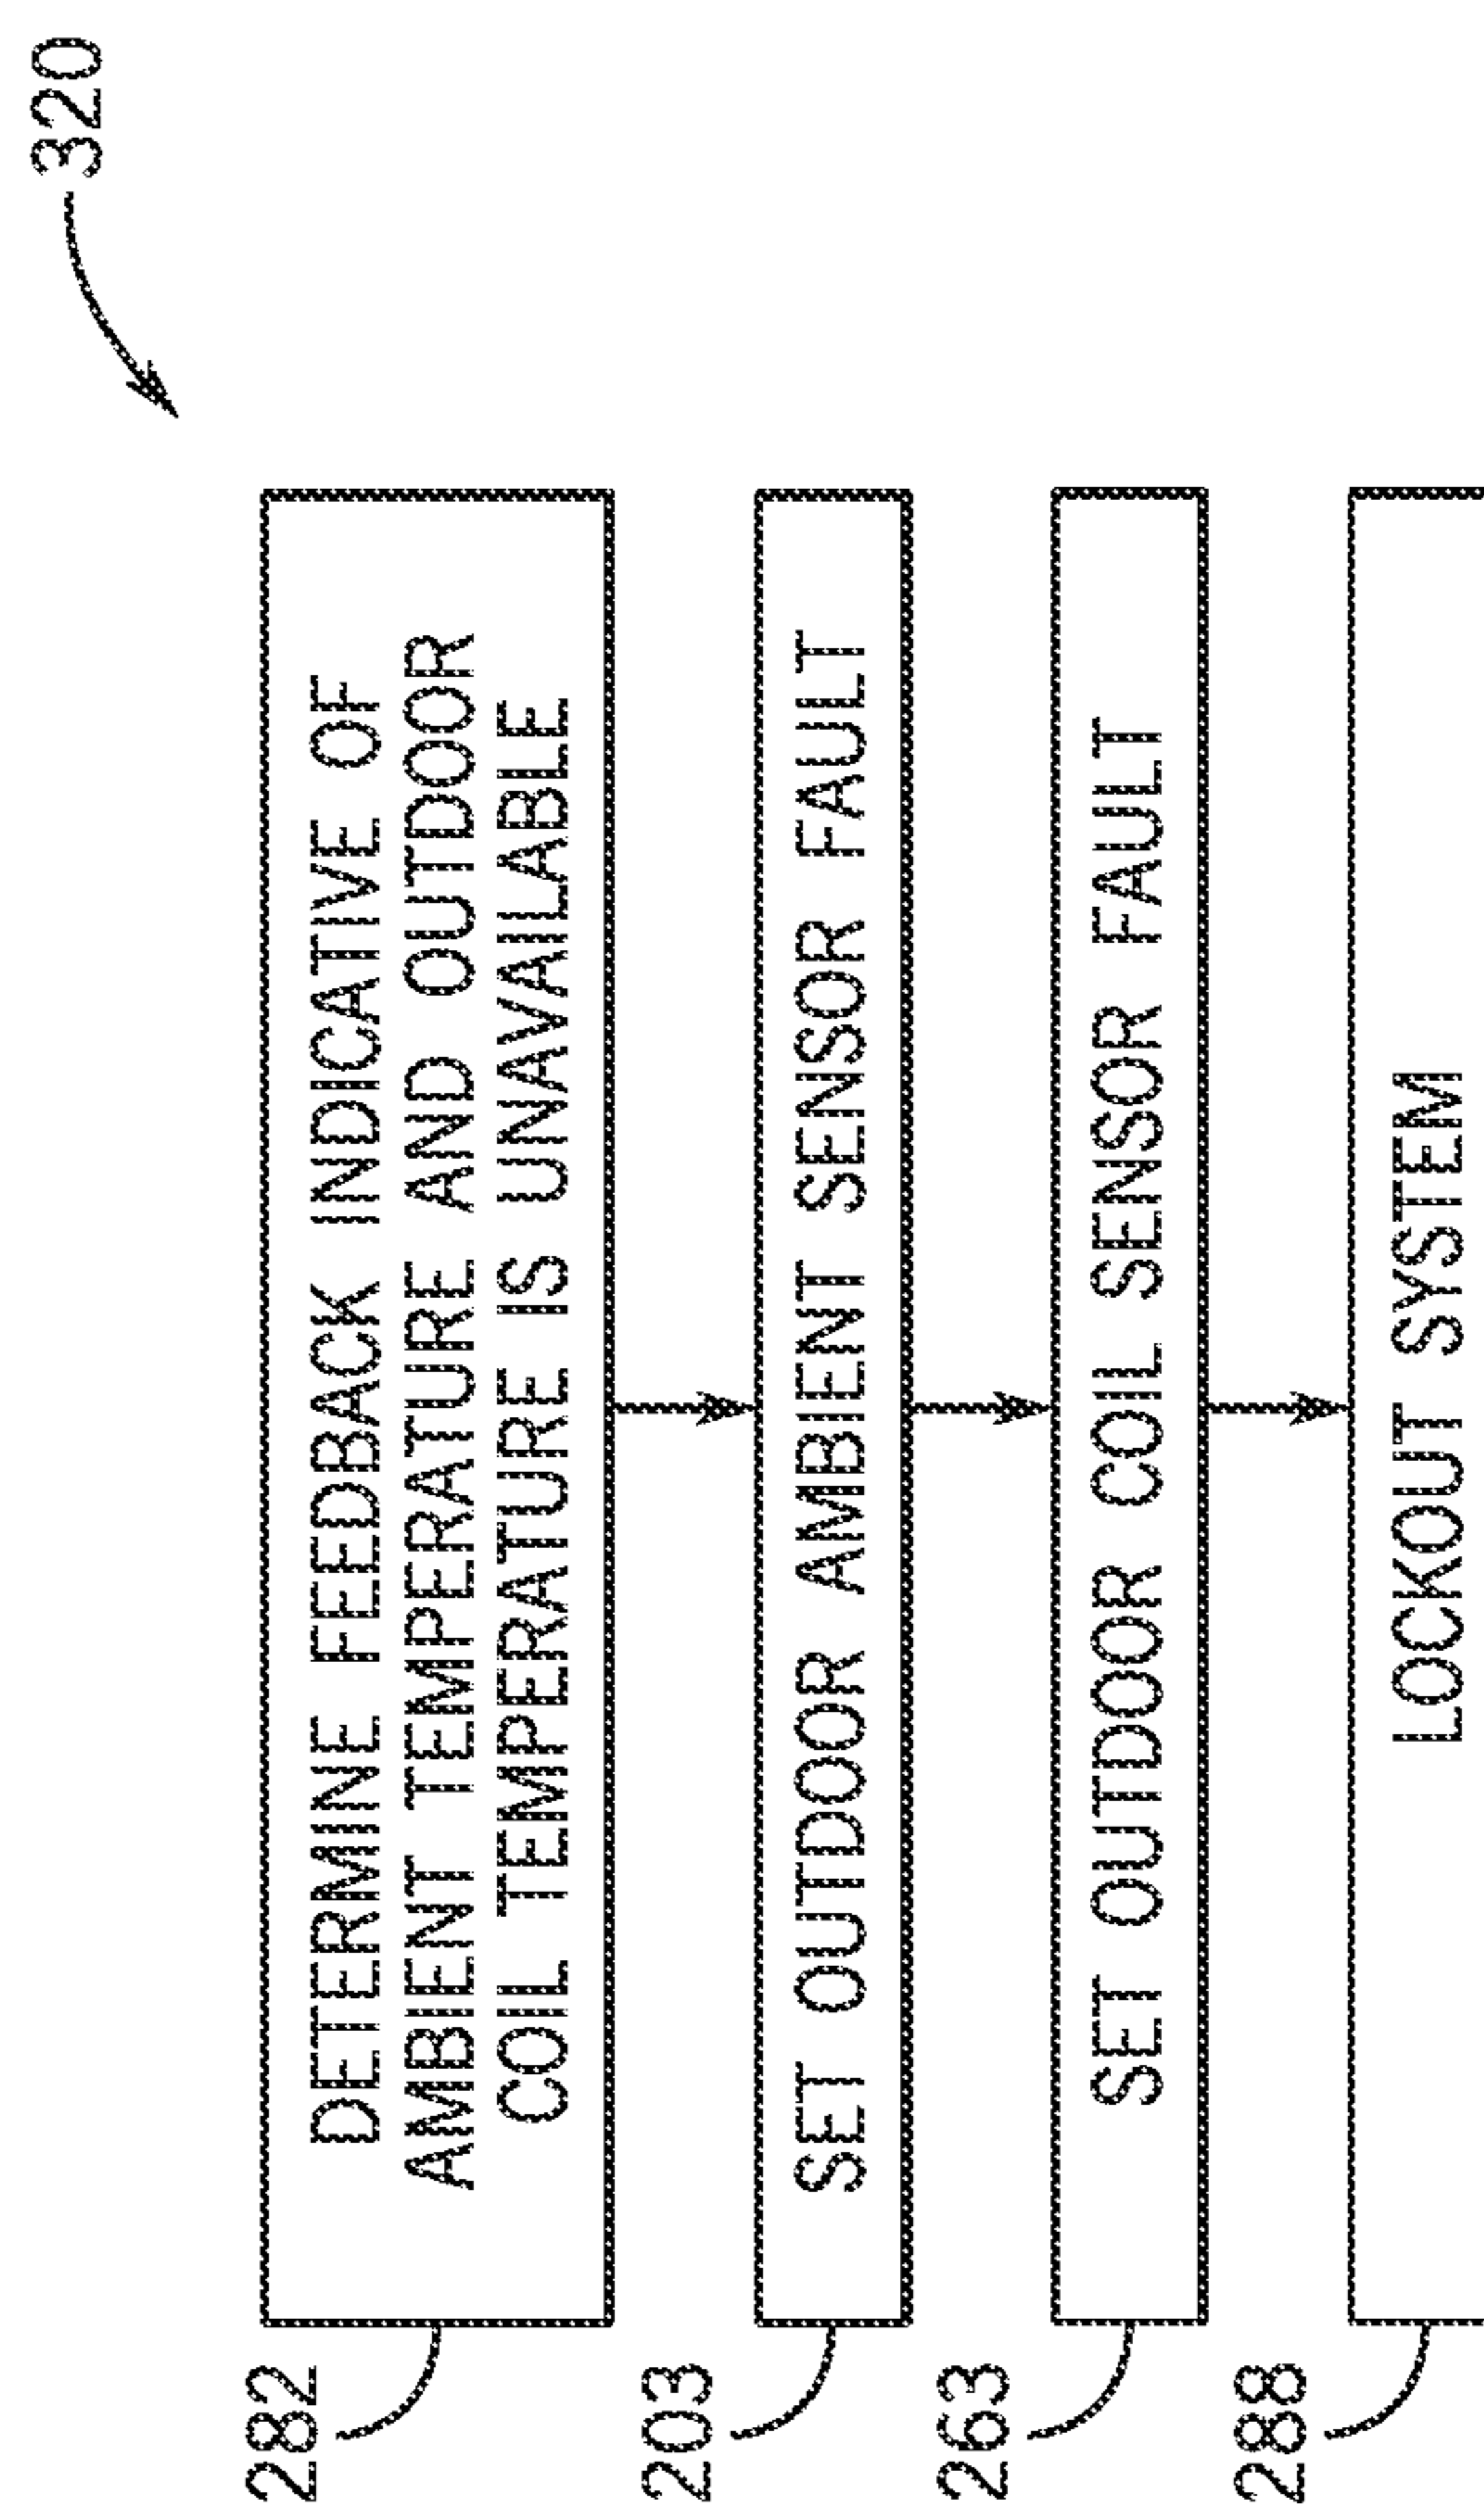 320
282
DETERMINE FEEDBACK INDICATIVE OF
AMBIENT TEMPERATURE AND OUTDOOR
COIL TEMPERATURE IS UNAVAILABLE
203
SET OUTDOOR AMBIENT SENSOR FAULT
263
SET OUTDOOR COIL SENSOR FAULT
288
LOCKOUT SYSTEM